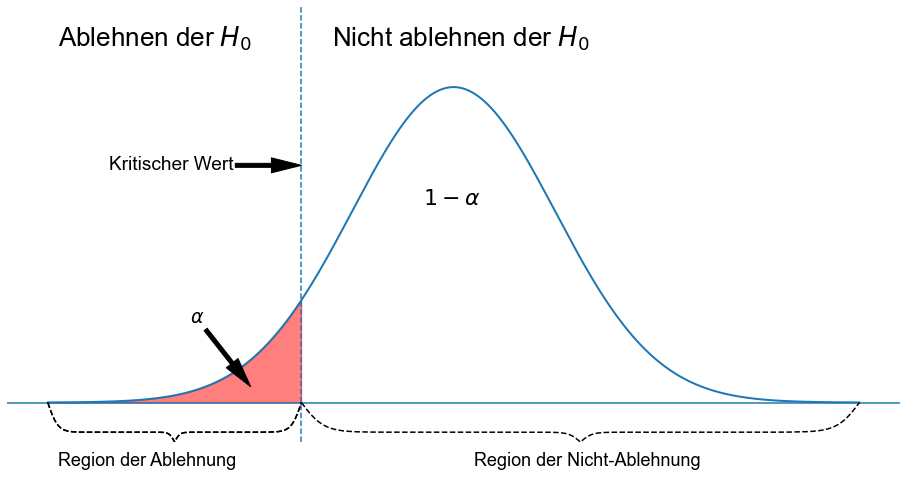 Ablehnen der H₀
Nicht ablehnen der H₀
Kritischer Wert
1 − α
α
Region der Ablehnung
Region der Nicht-Ablehnung